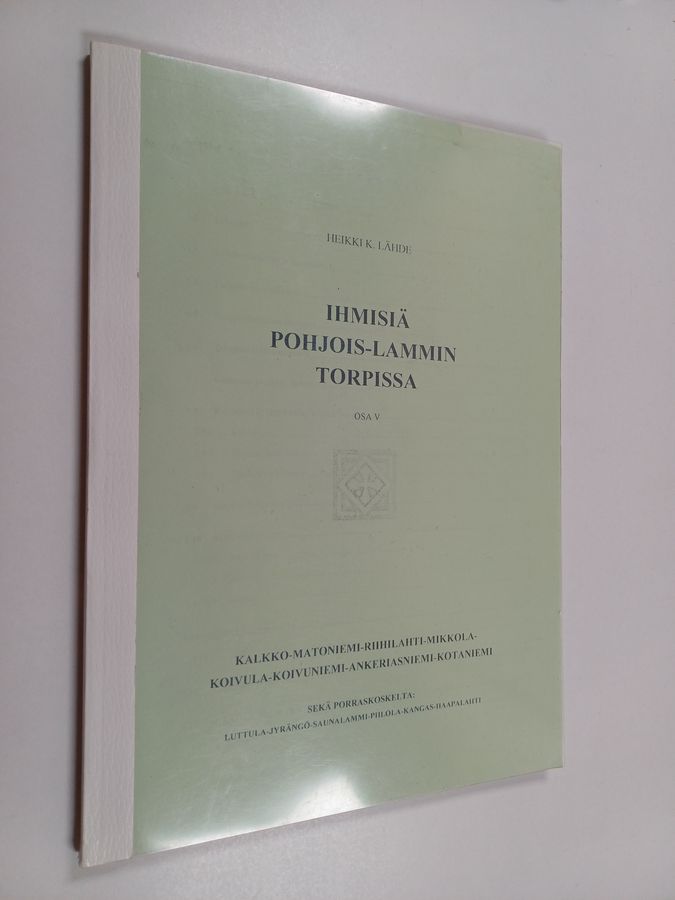 HEIKKI K. LÄHDE
IHMISIÄ
POHJOIS-LAMMIN
TORPISSA
OSA V
KALKKO-MATONIEMI-RIIHILAHTI-MIKKOLA-
KOIVULA-KOIVUNIEMI-ANKERIASNIEMI-KOTANIEMI
SEKÄ PORRASKOSKELTA:
LUTTULA-JYRÄNGÖ-SAUNALAMMI-PIILOLA-KANGAS-HAAPALAHTI